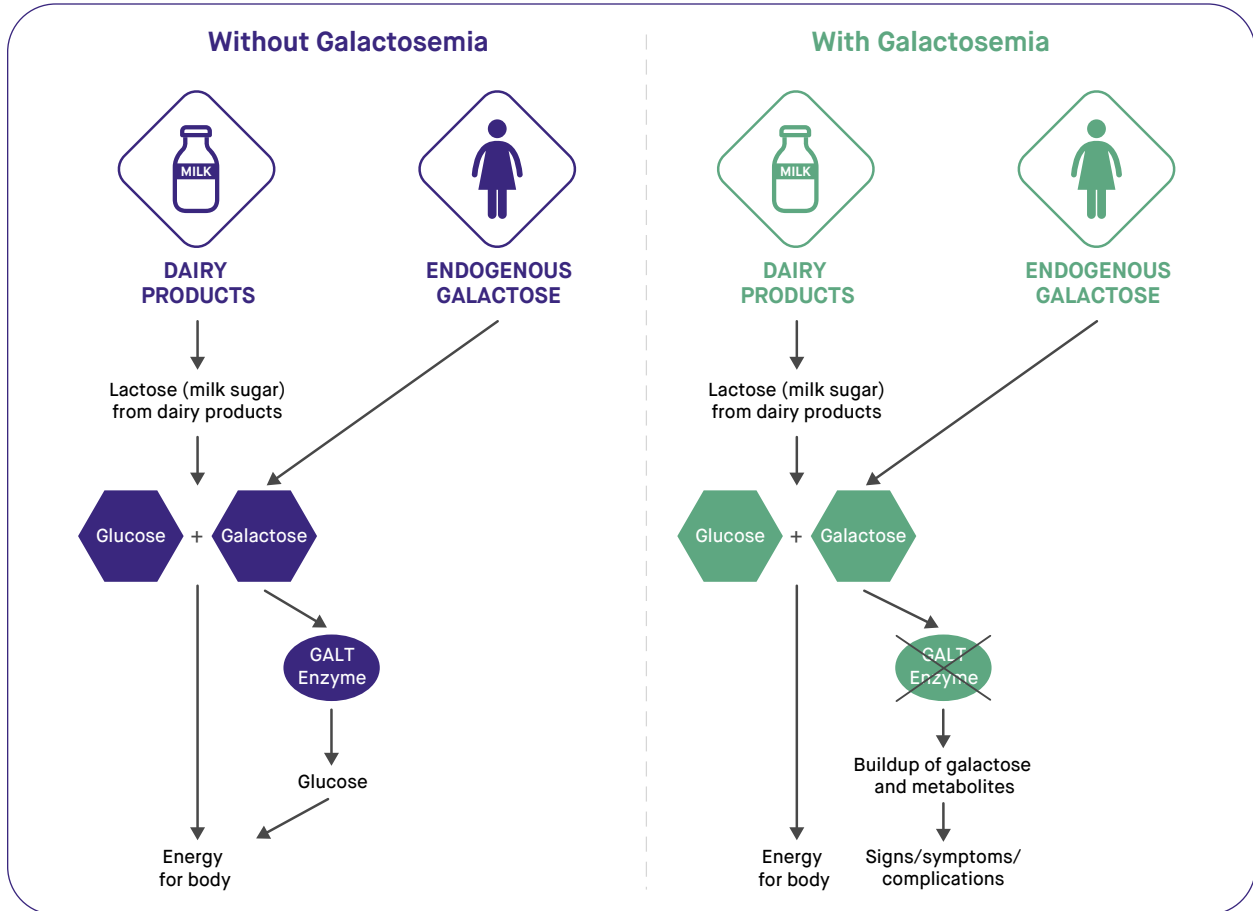 Without Galactosemia
MILK
DAIRY
PRODUCTS
ENDOGENOUS
GALACTOSE
Lactose (milk sugar)
from dairy products
Glucose + Galactose
GALT
Enzyme
Glucose
Energy
for body
With Galactosemia
MILK
DAIRY
PRODUCTS
ENDOGENOUS
GALACTOSE
Lactose (milk sugar)
from dairy products
Glucose + Galactose
GALT
Enzyme
Buildup of galactose
and metabolites
Energy
for body
Signs/symptoms/
complications